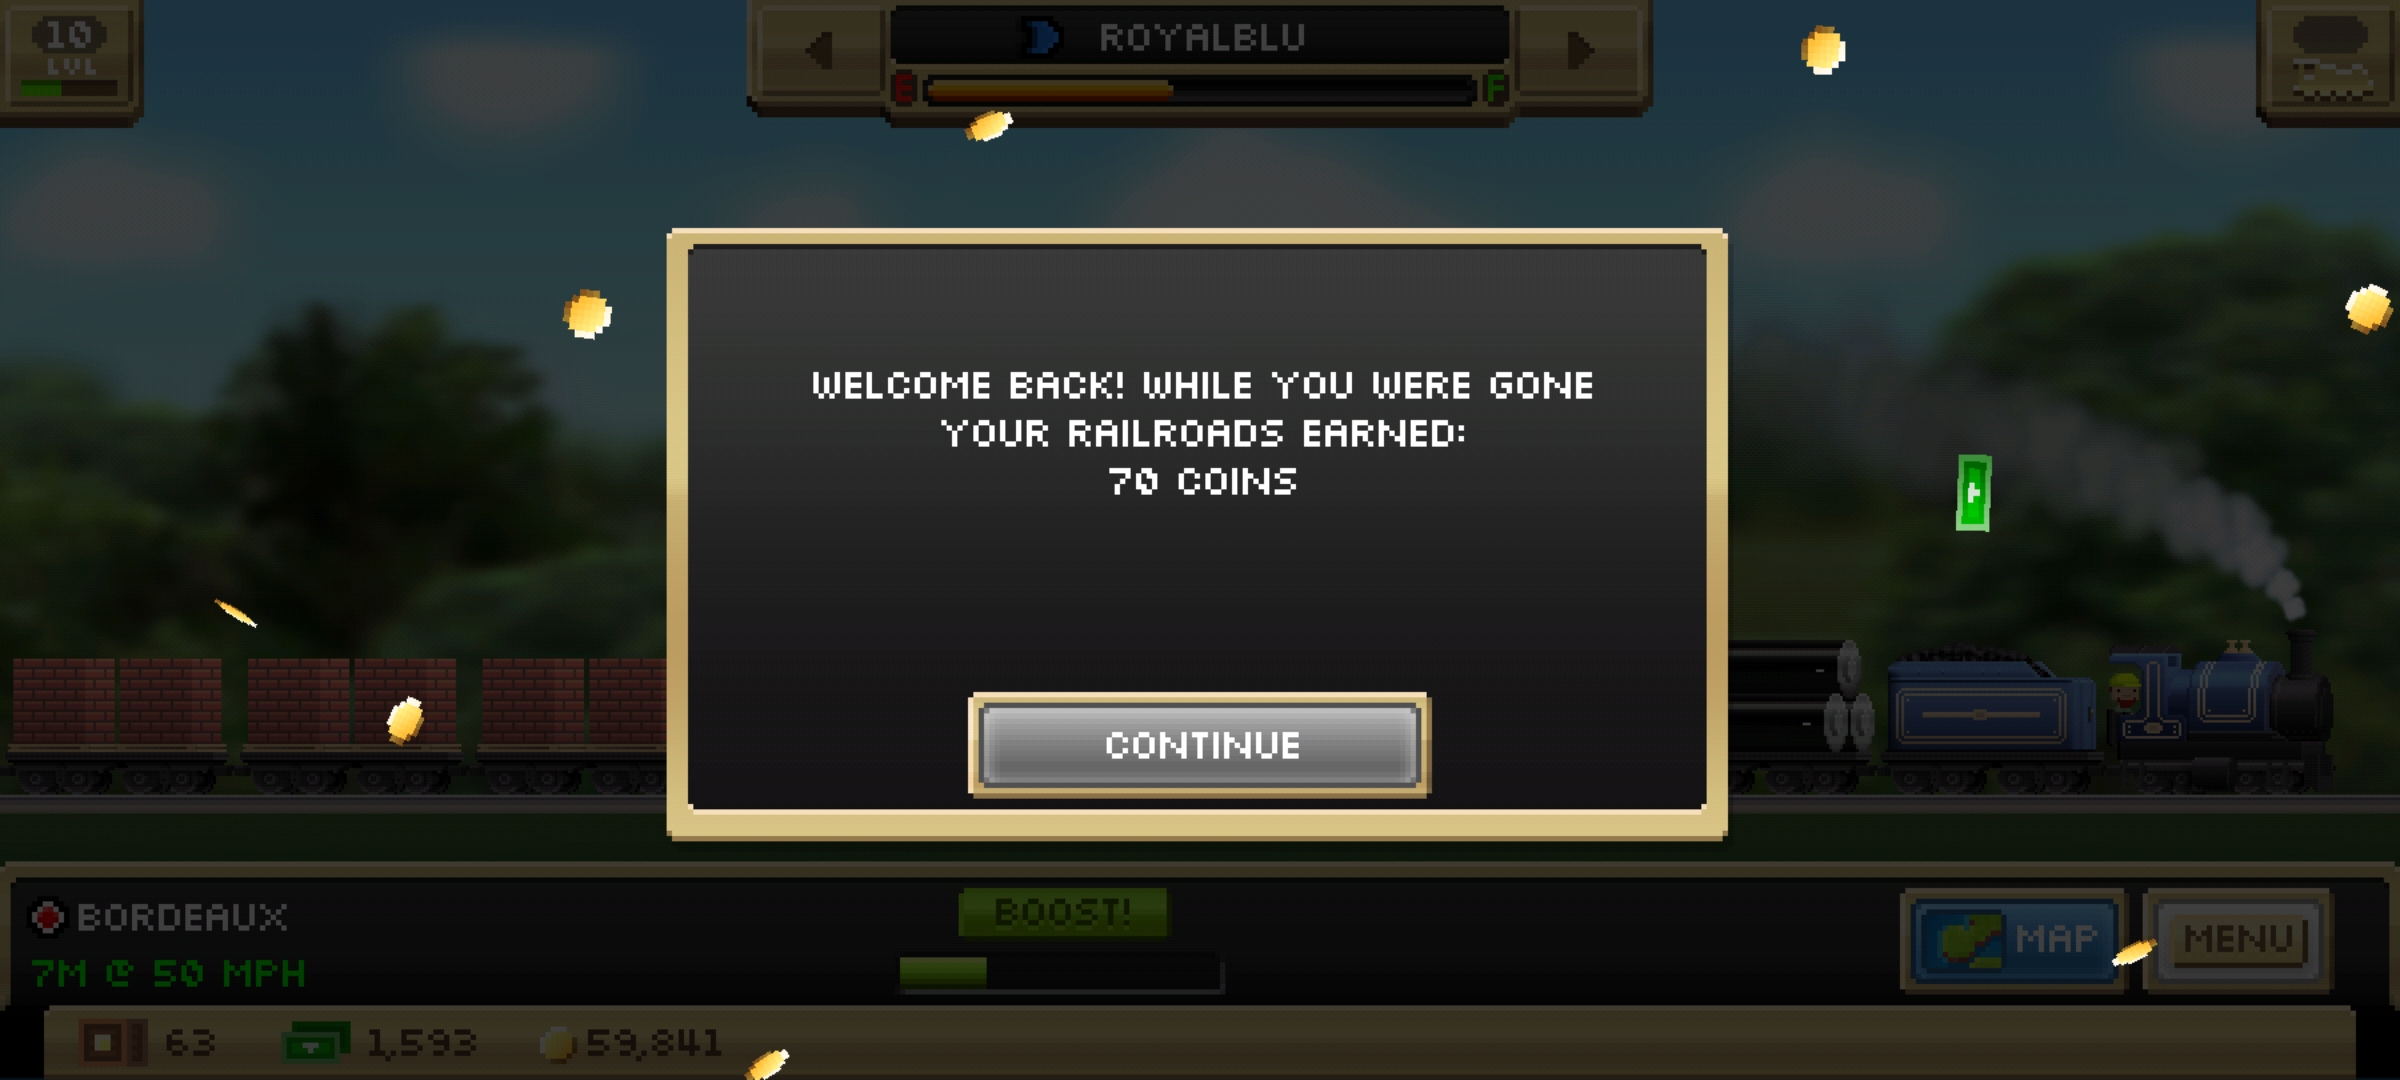 10
LVL
ROYALBLU
E
F
WELCOME BACK! WHILE YOU WERE GONE
YOUR RAILROADS EARNED:
70 COINS
CONTINUE
BORDEAUX
7M @ 50 MPH
BOOST!
MAP
MENU
63
1,593
59,841